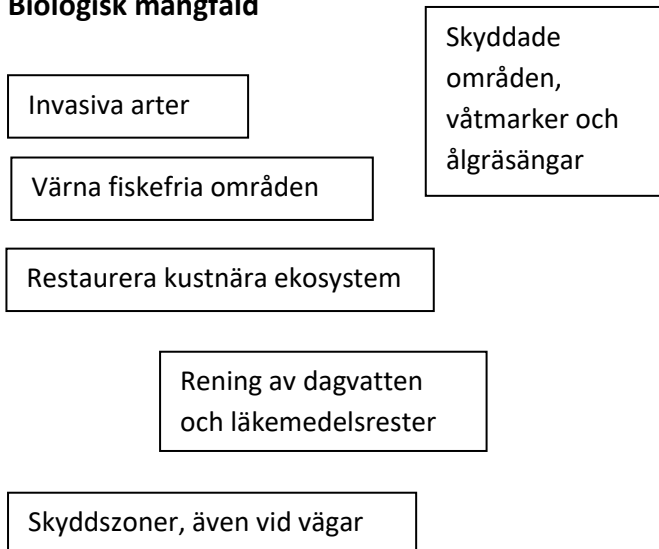 Biologisk mångfald
Skyddade
områden,
våtmarker och
ålgräsängar
Invasiva arter
Värna fiskefria områden
Restaurera kustnära ekosystem
Rening av dagvatten
och läkemedelsrester
Skyddszoner, även vid vägar